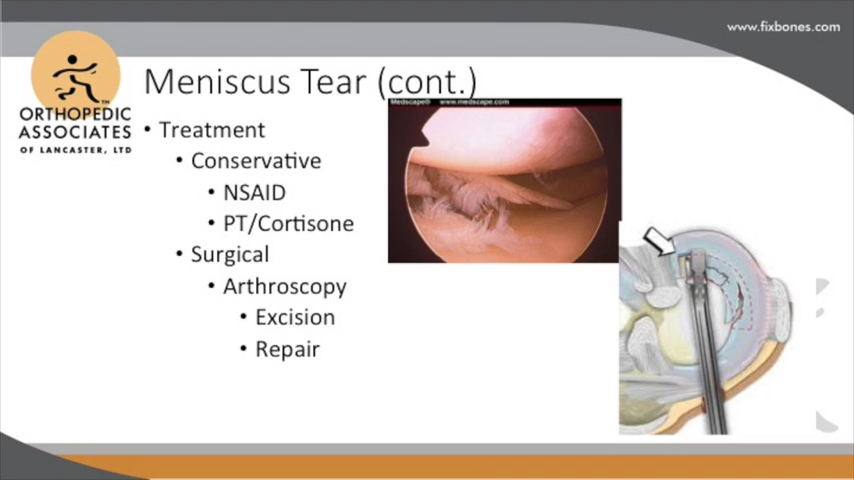 www.fixbones.com
ORTHOPEDIC
ASSOCIATES
OF LANCASTER, LTD
TM
Meniscus Tear (cont.)
Medscape® www.medscape.com
• Treatment
• Conservative
• NSAID
• PT/Cortisone
• Surgical
• Arthroscopy
• Excision
• Repair